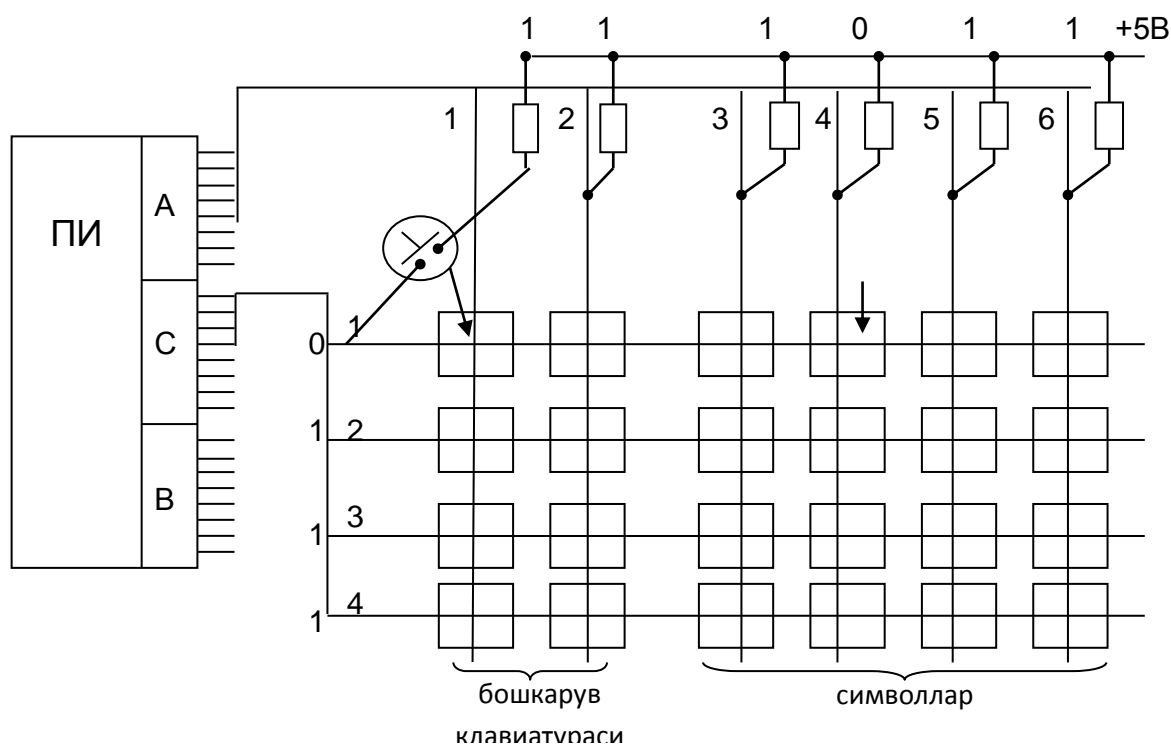 1 1 1 0 1 1 +5В
1 2 3 4 5 6
А
ПИ
1
0
С
1 2
В
3
1
4
1
бошкарув символлар
клавиатураси